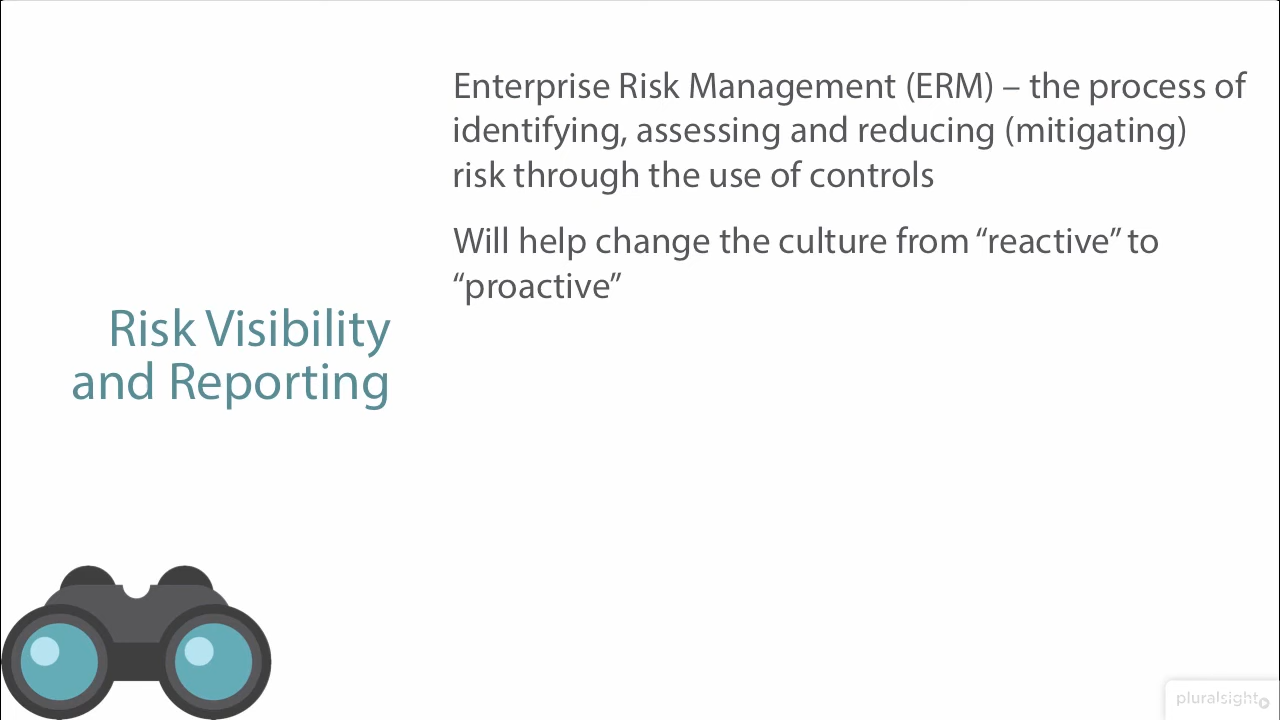 Enterprise Risk Management (ERM) – the process of
identifying, assessing and reducing (mitigating)
risk through the use of controls
Will help change the culture from “reactive” to
“proactive”
Risk Visibility
and Reporting
pluralsight